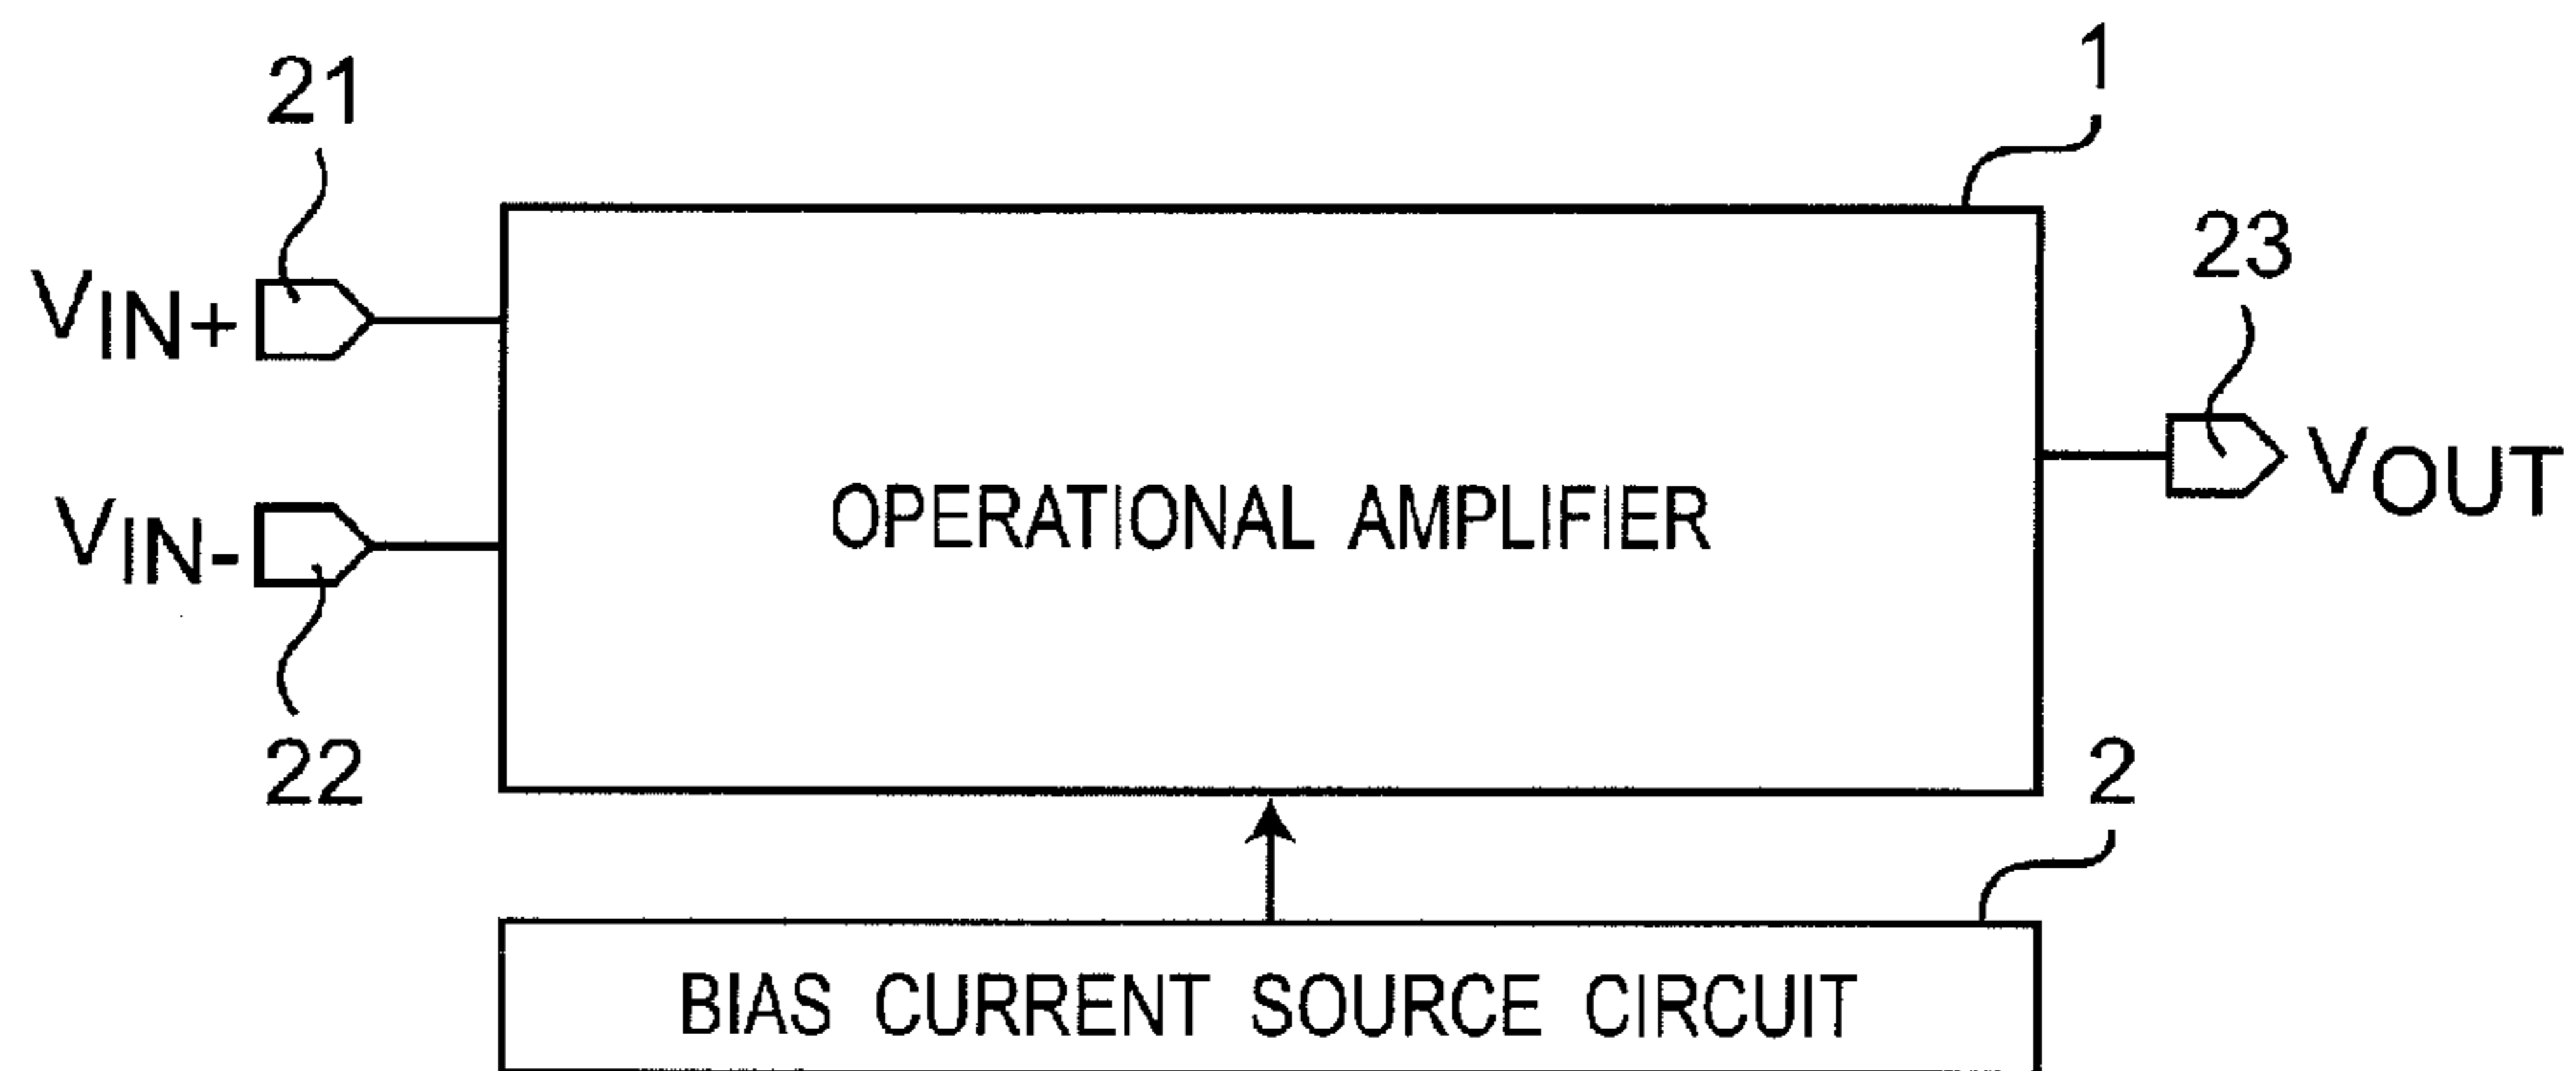 21
1
23
VIN+
VOUT
OPERATIONAL AMPLIFIER
VIN-
22
2
BIAS CURRENT SOURCE CIRCUIT